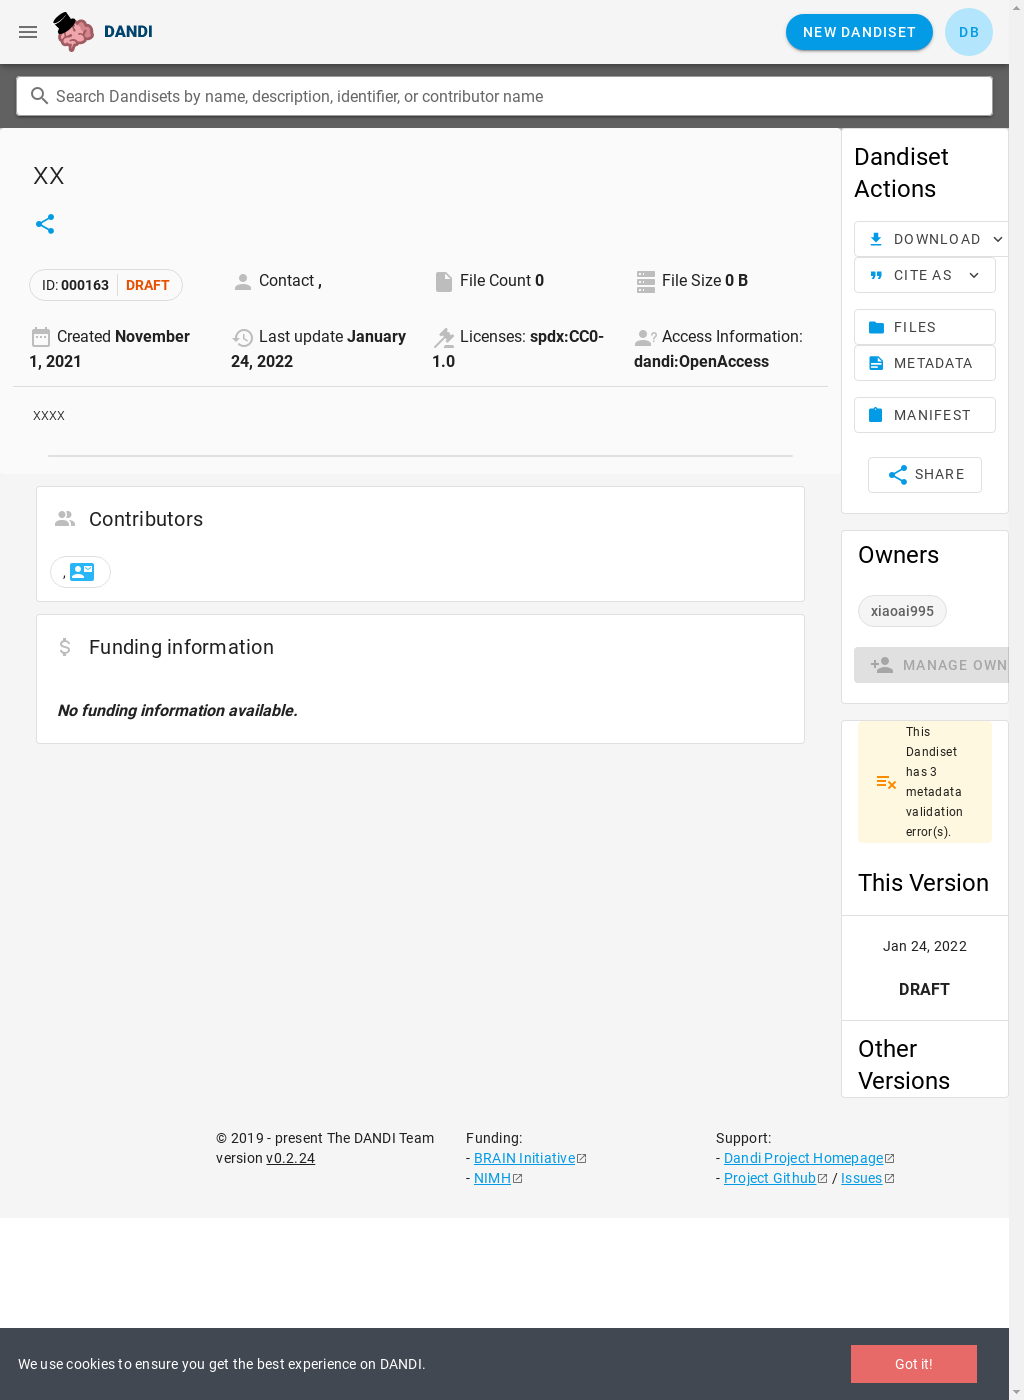 DANDI
NEW DANDISET
DB
Search Dandisets by name, description, identifier, or contributor name
XX
ID: 000163 DRAFT
Contact ,
File Count 0
File Size 0 B
Created November 1, 2021
Last update January 24, 2022
Licenses: spdx:CC0-1.0
Access Information: dandi:OpenAccess
xxxx
Contributors
,
Funding information
No funding information available.
Dandiset
Actions
DOWNLOAD
CITE AS
FILES
METADATA
MANIFEST
SHARE
Owners
xiaoai995
MANAGE OWN
This
Dandiset
has 3
metadata
validation
error(s).
This Version
Jan 24, 2022
DRAFT
Other
Versions
© 2019 - present The DANDI Team
version v0.2.24
Funding:
- BRAIN Initiative
- NIMH
Support:
- Dandi Project Homepage
- Project Github / Issues
We use cookies to ensure you get the best experience on DANDI.
Got it!